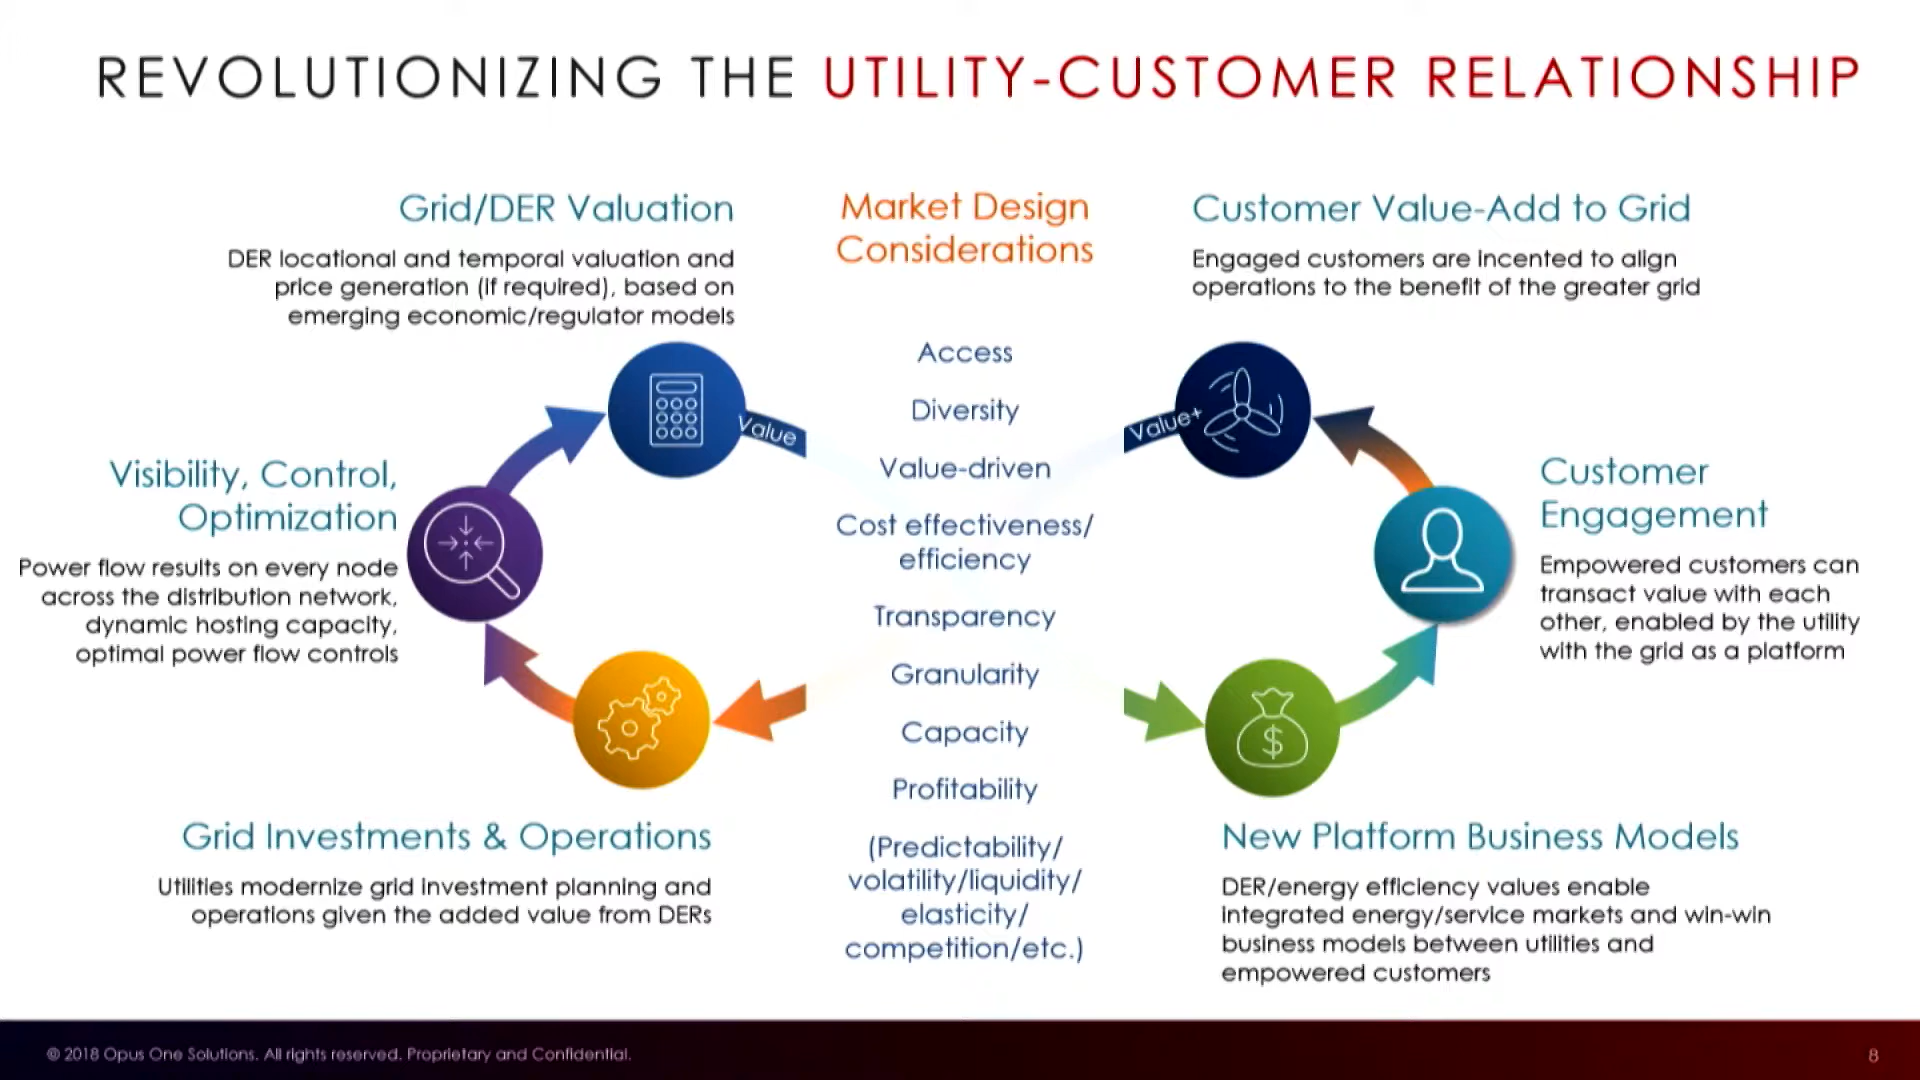 REVOLUTIONIZING THE UTILITY-CUSTOMER RELATIONSHIP
Grid/DER Valuation
DER locational and temporal valuation and
price generation (if required), based on
emerging economic/regulator models
Visibility, Control,
Optimization
Power flow results on every node
across the distribution network,
dynamic hosting capacity,
optimal power flow controls
Grid Investments & Operations
Utilities modernize grid investment planning and
operations given the added value from DERs
Value
Market Design
Considerations
Access
Diversity
Value-driven
Cost effectiveness/
efficiency
Transparency
Granularity
Capacity
Profitability
(Predictability/
volatility/liquidity/
elasticity/
competition/etc.)
Customer Value-Add to Grid
Engaged customers are incented to align
operations to the benefit of the greater grid
Value+
Customer
Engagement
Empowered customers can
transact value with each
other, enabled by the utility
with the grid as a platform
$
New Platform Business Models
DER/energy efficiency values enable
integrated energy/service markets and win-win
business models between utilities and
empowered customers
© 2018 Opus One Solutions. All rights reserved. Proprietary and Confidential.
8